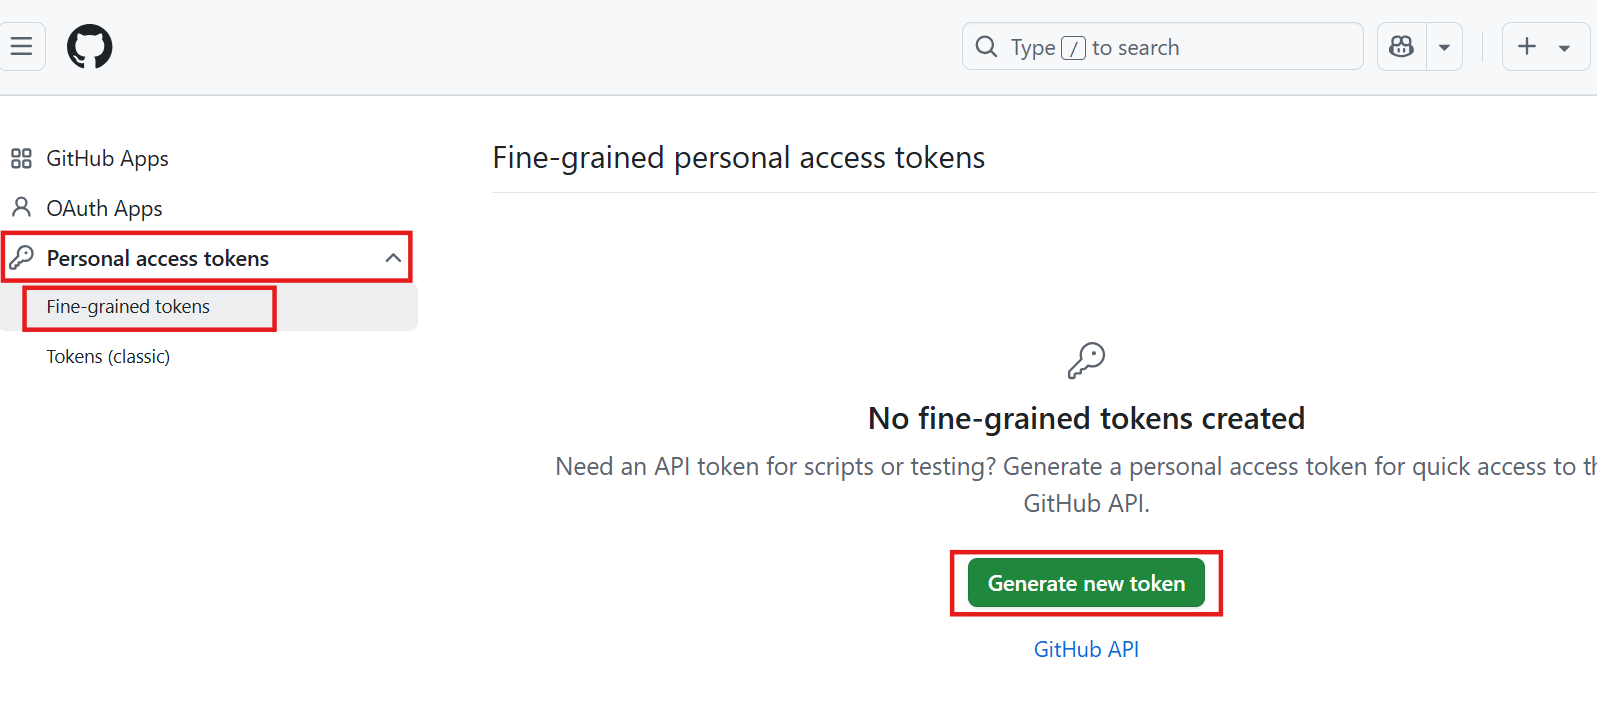 Type / to search
GitHub Apps
OAuth Apps
Personal access tokens
Fine-grained tokens
Tokens (classic)
Fine-grained personal access tokens
No fine-grained tokens created
Need an API token for scripts or testing? Generate a personal access token for quick access to
GitHub API.
Generate new token
GitHub API